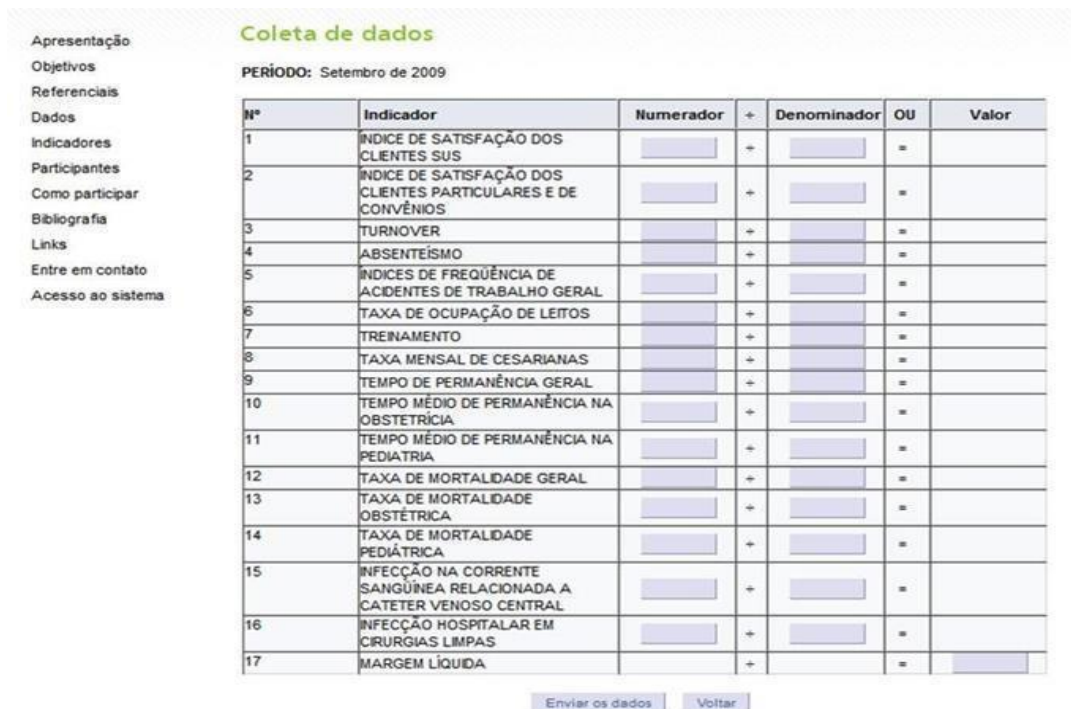 Apresentação
Objetivos
Referenciais
Dados
Indicadores
Participantes
Como participar
Bibliografia
Links
Entre em contato
Acesso ao sistema
Coleta de dados
PERÍODO: Setembro de 2009
Nº Indicador Numerador ÷ Denominador OU Valor
1 ÍNDICE DE SATISFAÇÃO DOS
CLIENTES SUS ÷ =
2 ÍNDICE DE SATISFAÇÃO DOS
CLIENTES PARTICULARES E DE
CONVÊNIOS ÷ =
3 TURNOVER ÷ =
4 ABSENTEÍSMO ÷ =
5 ÍNDICES DE FREQÜÊNCIA DE
ACIDENTES DE TRABALHO GERAL ÷ =
6 TAXA DE OCUPAÇÃO DE LEITOS ÷ =
7 TREINAMENTO ÷ =
8 TAXA MENSAL DE CESARIANAS ÷ =
9 TEMPO DE PERMANÊNCIA GERAL ÷ =
10 TEMPO MÉDIO DE PERMANÊNCIA NA
OBSTETRÍCIA ÷ =
11 TEMPO MÉDIO DE PERMANÊNCIA NA
PEDIATRIA ÷ =
12 TAXA DE MORTALIDADE GERAL ÷ =
13 TAXA DE MORTALIDADE
OBSTÉTRICA ÷ =
14 TAXA DE MORTALIDADE
PEDIÁTRICA ÷ =
15 INFECÇÃO NA CORRENTE
SANGÜÍNEA RELACIONADA A
CATETER VENOSO CENTRAL ÷ =
16 INFECÇÃO HOSPITALAR EM
CIRURGIAS LIMPAS ÷ =
17 MARGEM LÍQUIDA ÷ =
Enviar os dados Voltar